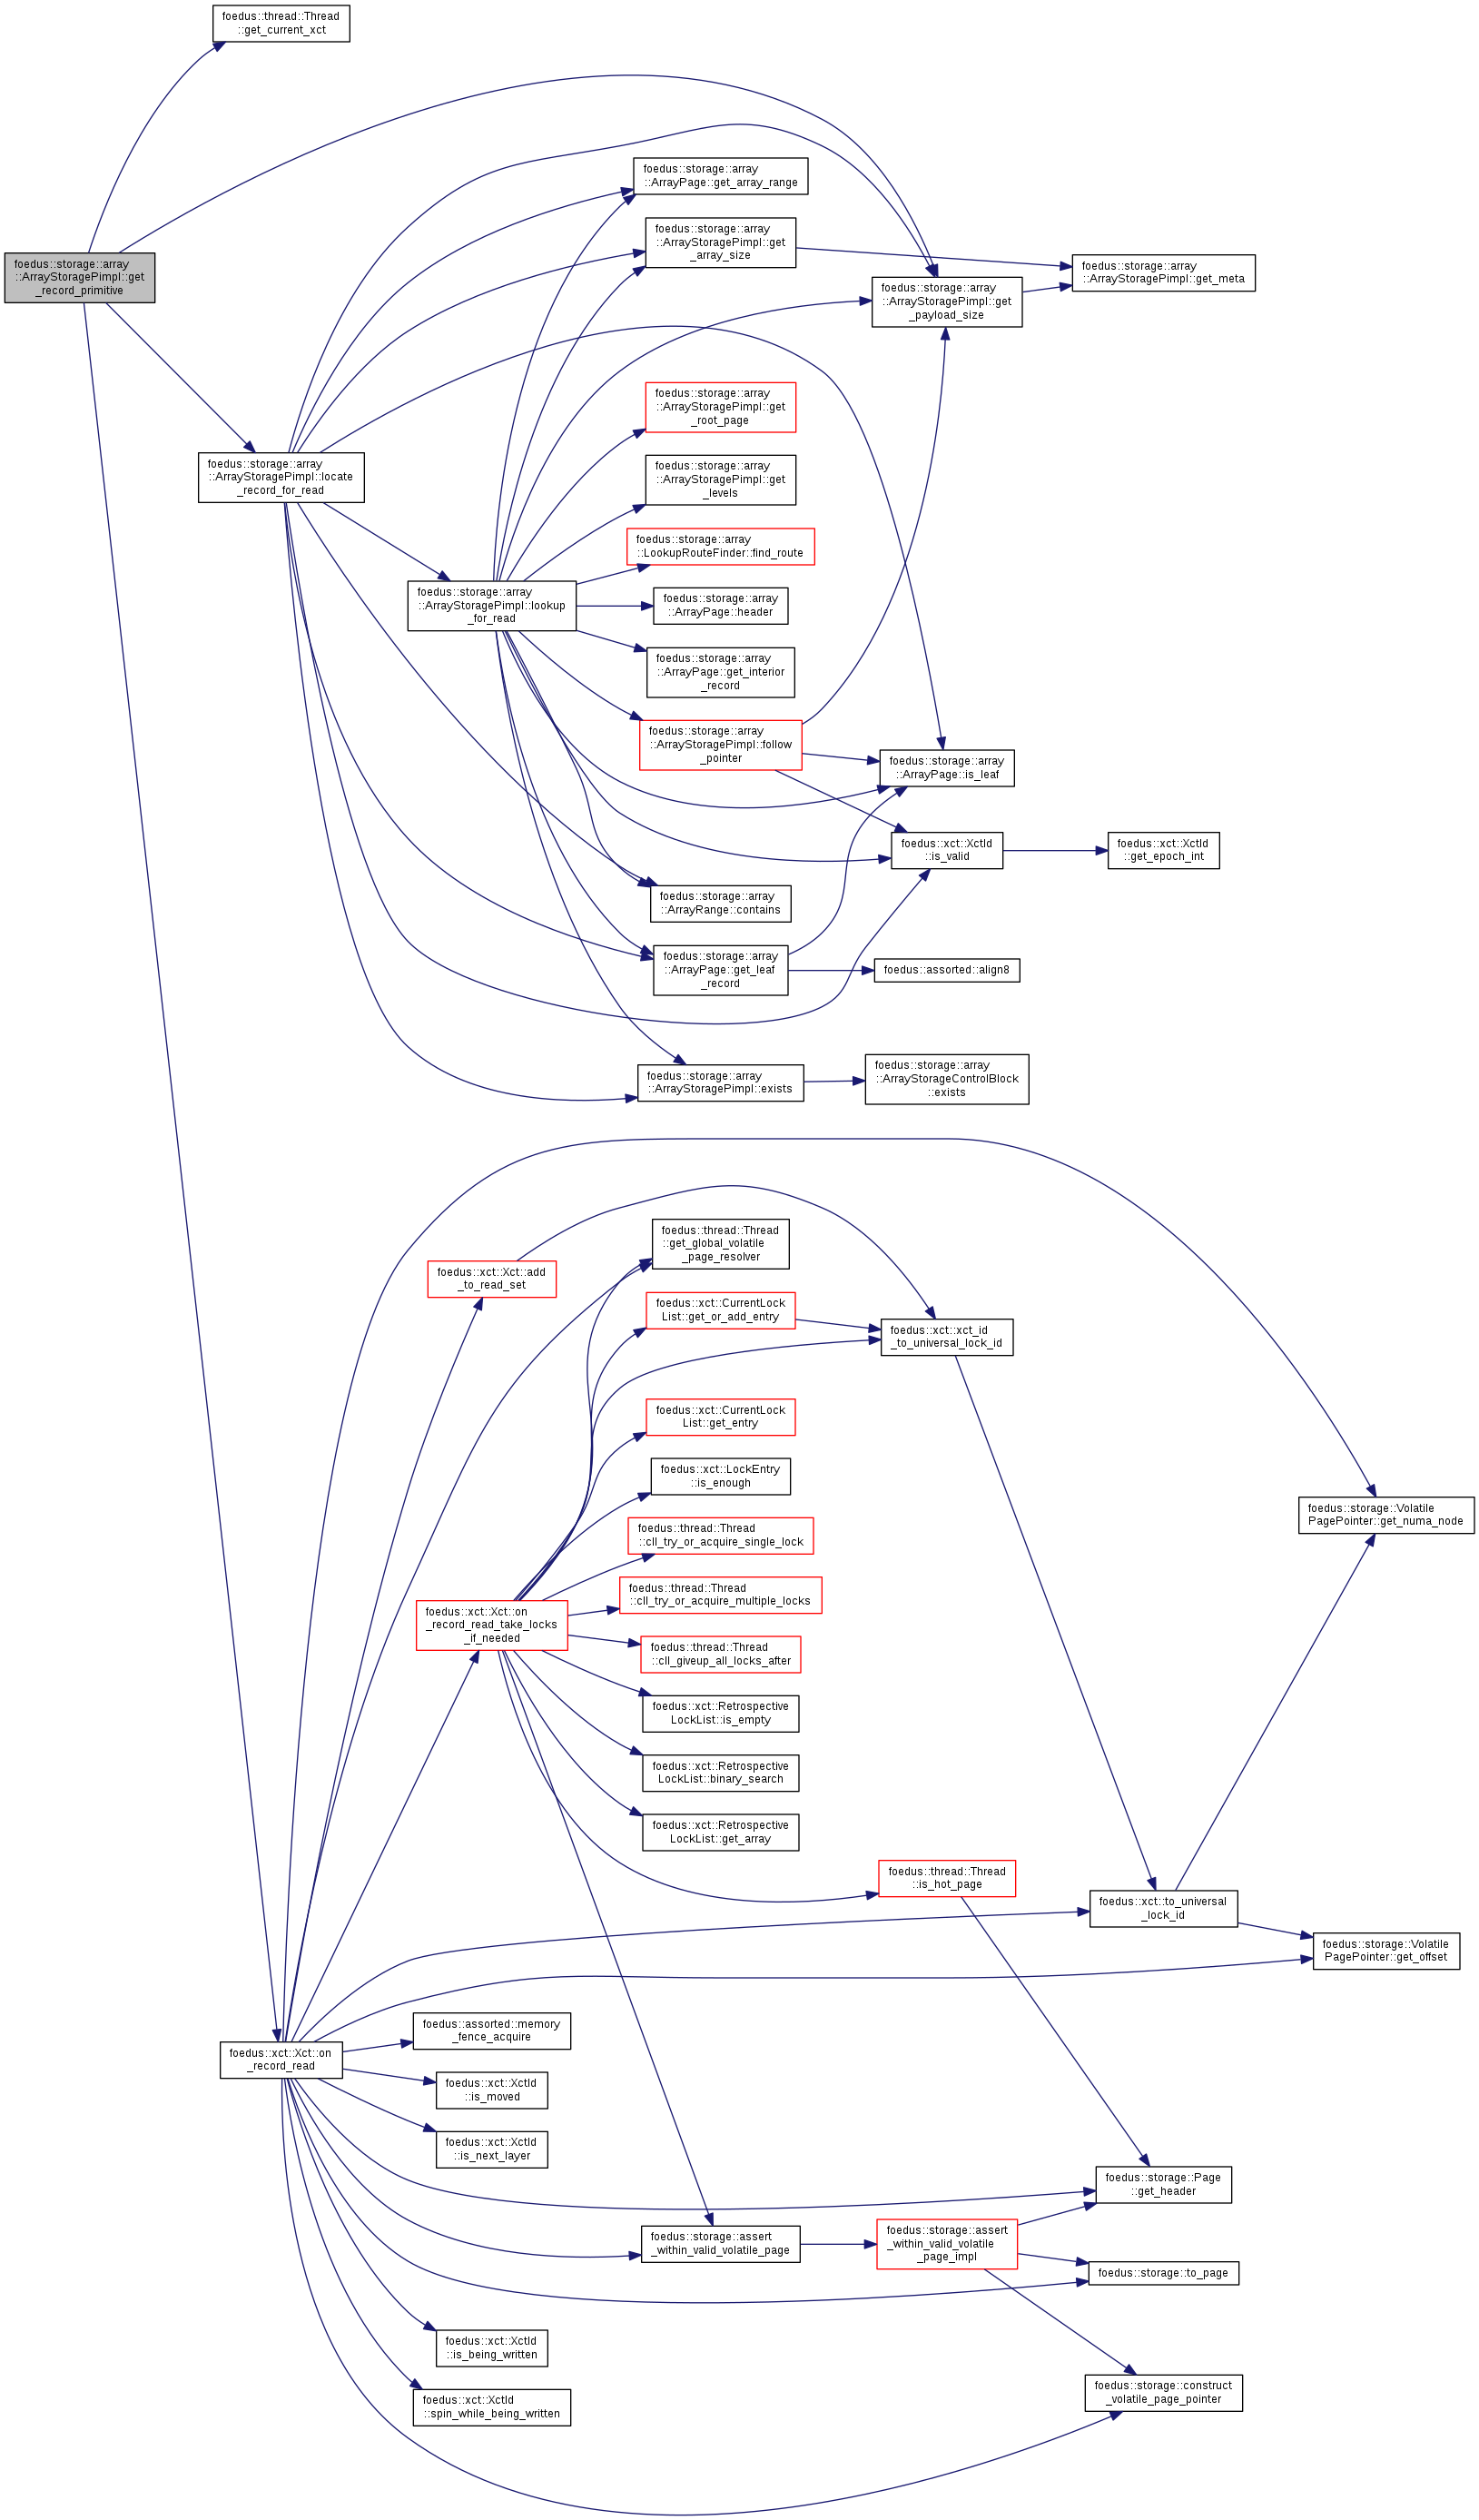 foedus::thread::Thread
::get_current_xct
foedus::storage::array
::ArrayPage::get_array_range
foedus::storage::array
::ArrayStoragePimpl::get
_array_size
foedus::storage::array
::ArrayStoragePimpl::get
_record_primitive
foedus::storage::array
::ArrayStoragePimpl::get_meta
foedus::storage::array
::ArrayStoragePimpl::get
_payload_size
foedus::storage::array
::ArrayStoragePimpl::get
_root_page
foedus::storage::array
::ArrayStoragePimpl::locate
_record_for_read
foedus::storage::array
::ArrayStoragePimpl::get
_levels
foedus::storage::array
::LookupRouteFinder::find_route
foedus::storage::array
::ArrayStoragePimpl::lookup
_for_read
foedus::storage::array
::ArrayPage::header
foedus::storage::array
::ArrayPage::get_interior
_record
foedus::storage::array
::ArrayStoragePimpl::follow
_pointer
foedus::storage::array
::ArrayPage::is_leaf
foedus::xct::XctId
::is_valid
foedus::xct::XctId
::get_epoch_int
foedus::storage::array
::ArrayRange::contains
foedus::storage::array
::ArrayPage::get_leaf
_record
foedus::assorted::align8
foedus::storage::array
::ArrayStoragePimpl::exists
foedus::storage::array
::ArrayStorageControlBlock
::exists
foedus::thread::Thread
::get_global_volatile
_page_resolver
foedus::xct::Xct::add
_to_read_set
foedus::xct::CurrentLock
List::get_or_add_entry
foedus::xct::xct_id
_to_universal_lock_id
foedus::xct::CurrentLock
List::get_entry
foedus::xct::LockEntry
::is_enough
foedus::storage::Volatile
PagePointer::get_numa_node
foedus::thread::Thread
::cll_try_or_acquire_single_lock
foedus::thread::Thread
::cll_try_or_acquire_multiple_locks
foedus::xct::Xct::on
_record_read_take_locks
_if_needed
foedus::thread::Thread
::cll_giveup_all_locks_after
foedus::xct::Retrospective
LockList::is_empty
foedus::xct::Retrospective
LockList::binary_search
foedus::xct::Retrospective
LockList::get_array
foedus::thread::Thread
::is_hot_page
foedus::xct::to_universal
_lock_id
foedus::storage::Volatile
PagePointer::get_offset
foedus::assorted::memory
_fence_acquire
foedus::xct::Xct::on
_record_read
foedus::xct::XctId
::is_moved
foedus::xct::XctId
::is_next_layer
foedus::storage::Page
::get_header
foedus::storage::assert
_within_valid_volatile_page
foedus::storage::assert
_within_valid_volatile
_page_impl
foedus::storage::to_page
foedus::xct::XctId
::is_being_written
foedus::storage::construct
_volatile_page_pointer
foedus::xct::XctId
::spin_while_being_written